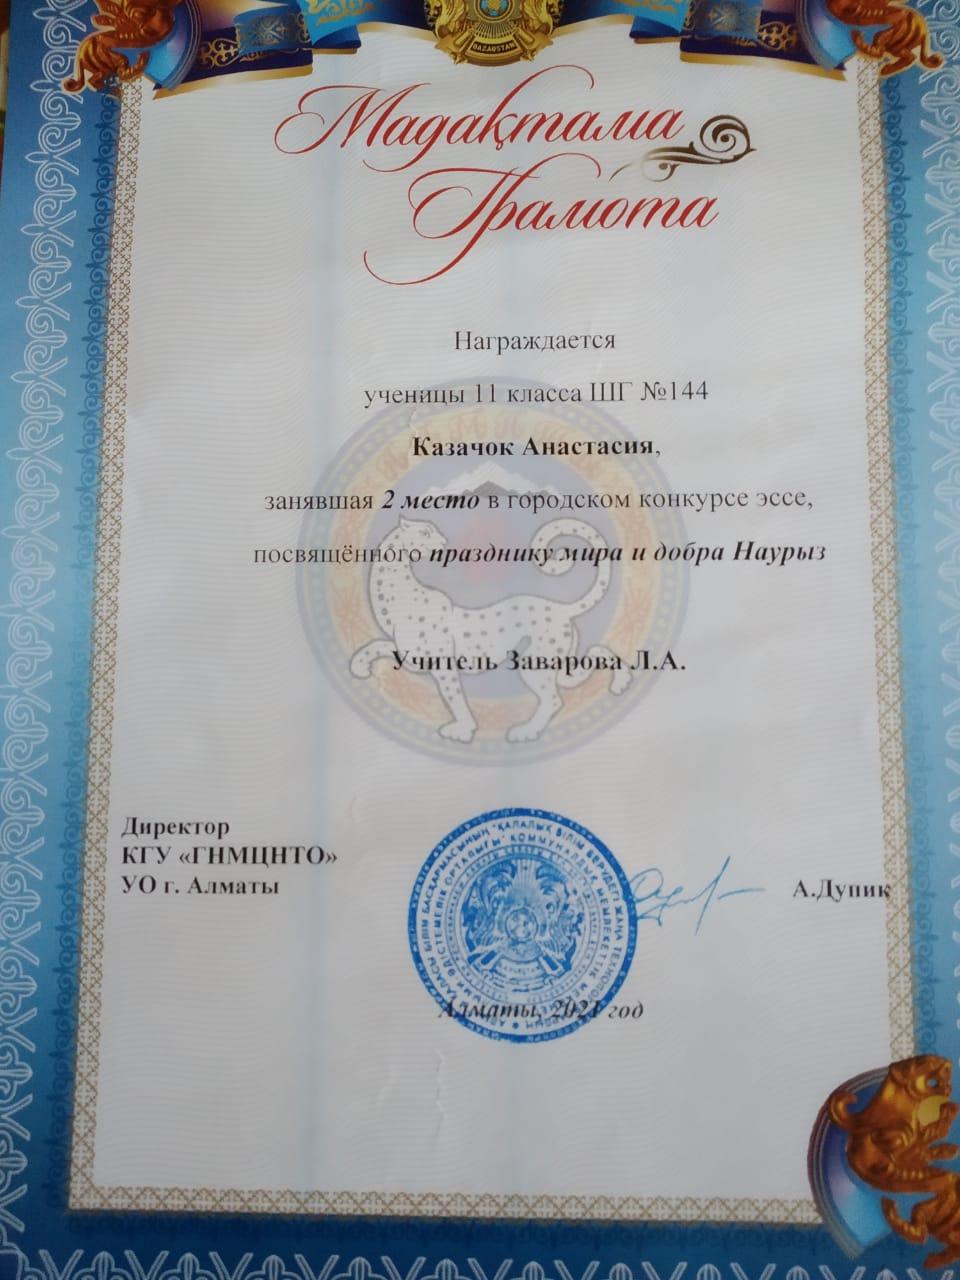 QAZAQSTAN
Мадақтама
Грамота
Награждается
ученицы 11 класса ШГ №144
Казачок Анастасия,
занявшая 2 место в городском конкурсе эссе,
посвящённого празднику мира и добра Наурыз
Учитель Заварова Л.А.
Директор
КГУ «ГНМЦНТО»
УО г. Алматы
А.Дупик
Алматы, 2021 год